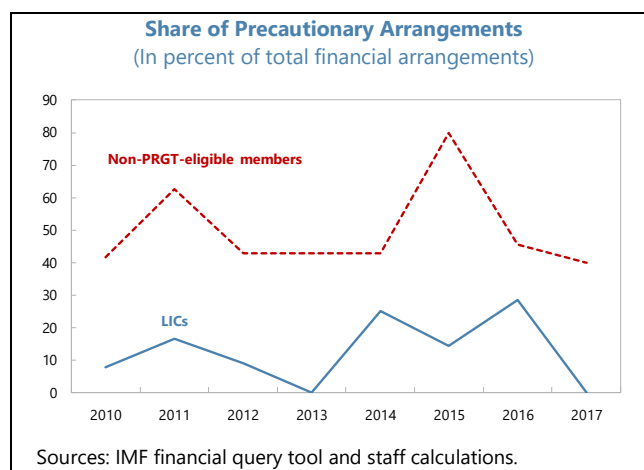 Share of Precautionary Arrangements
(In percent of total financial arrangements)
90
80
70
60
50
40
30
20
10
0
Non-PRGT-eligible members
LICs
2010 2011 2012 2013 2014 2015 2016 2017
Sources: IMF financial query tool and staff calculations.